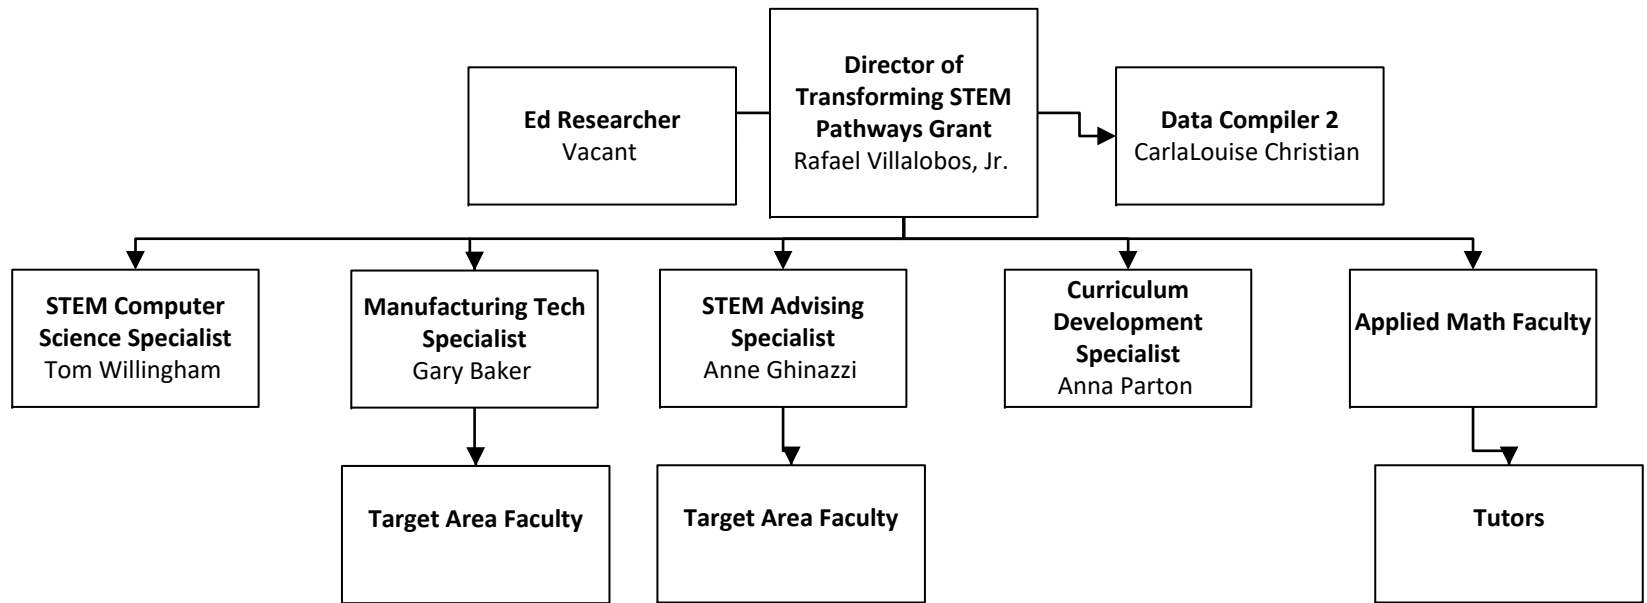 Director of
Transforming STEM
Pathways Grant
Rafael Villalobos, Jr.
Ed Researcher
Vacant
Data Compiler 2
CarlaLouise Christian
STEM Computer
Science Specialist
Tom Willingham
Manufacturing Tech
Specialist
Gary Baker
STEM Advising
Specialist
Anne Ghinazzi
Curriculum
Development
Specialist
Anna Parton
Applied Math Faculty
Target Area Faculty
Target Area Faculty
Tutors